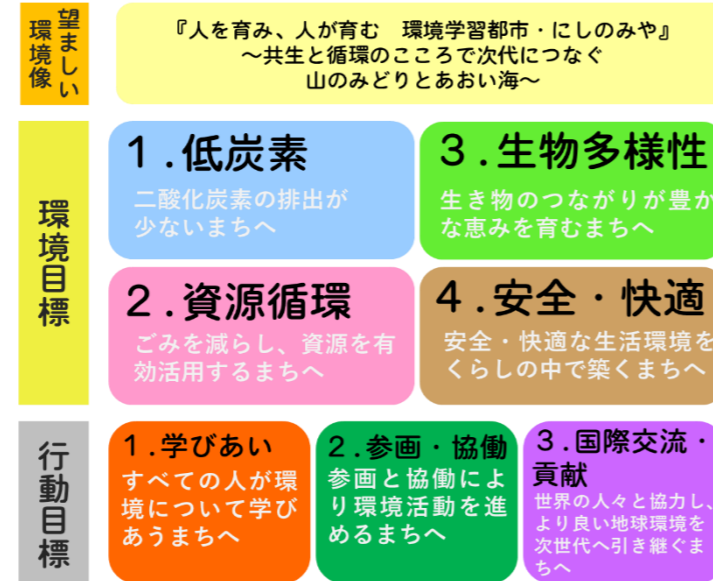 望ましい
環境像
『人を育み、人が育む 環境学習都市・にしのみや』
～共生と循環のこころで次代につなぐ
山のみどりとあおい海～
環境目標
1.低炭素
二酸化炭素の排出が
少ないまちへ
3.生物多様性
生き物のつながりが豊か
な恵みを育むまちへ
2.資源循環
ごみを減らし、資源を有
効活用するまちへ
4.安全・快適
安全・快適な生活環境を
くらしの中で築くまちへ
行動目標
1.学びあい
すべての人が環
境について学び
あうまちへ
2.参画・協働
参画と協働によ
り環境活動を進
めるまちへ
3.国際交流・
貢献
世界の人々と協力し、
より良い地球環境を
次世代へ引き継ぐま
ちへ